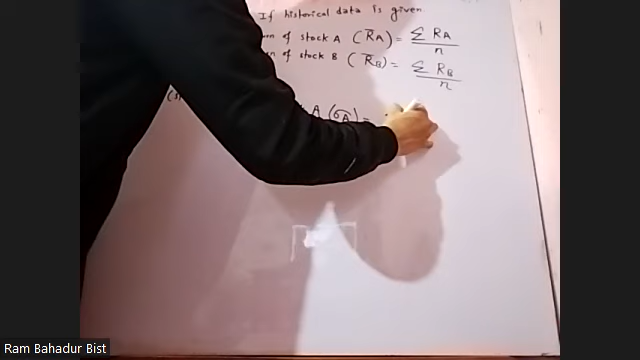 If historical data is given
of stock A (R̅A) = ΣRA/n
of stock B (R̅B) = ΣRB/n
A (σA) =
Ram Bahadur Bist